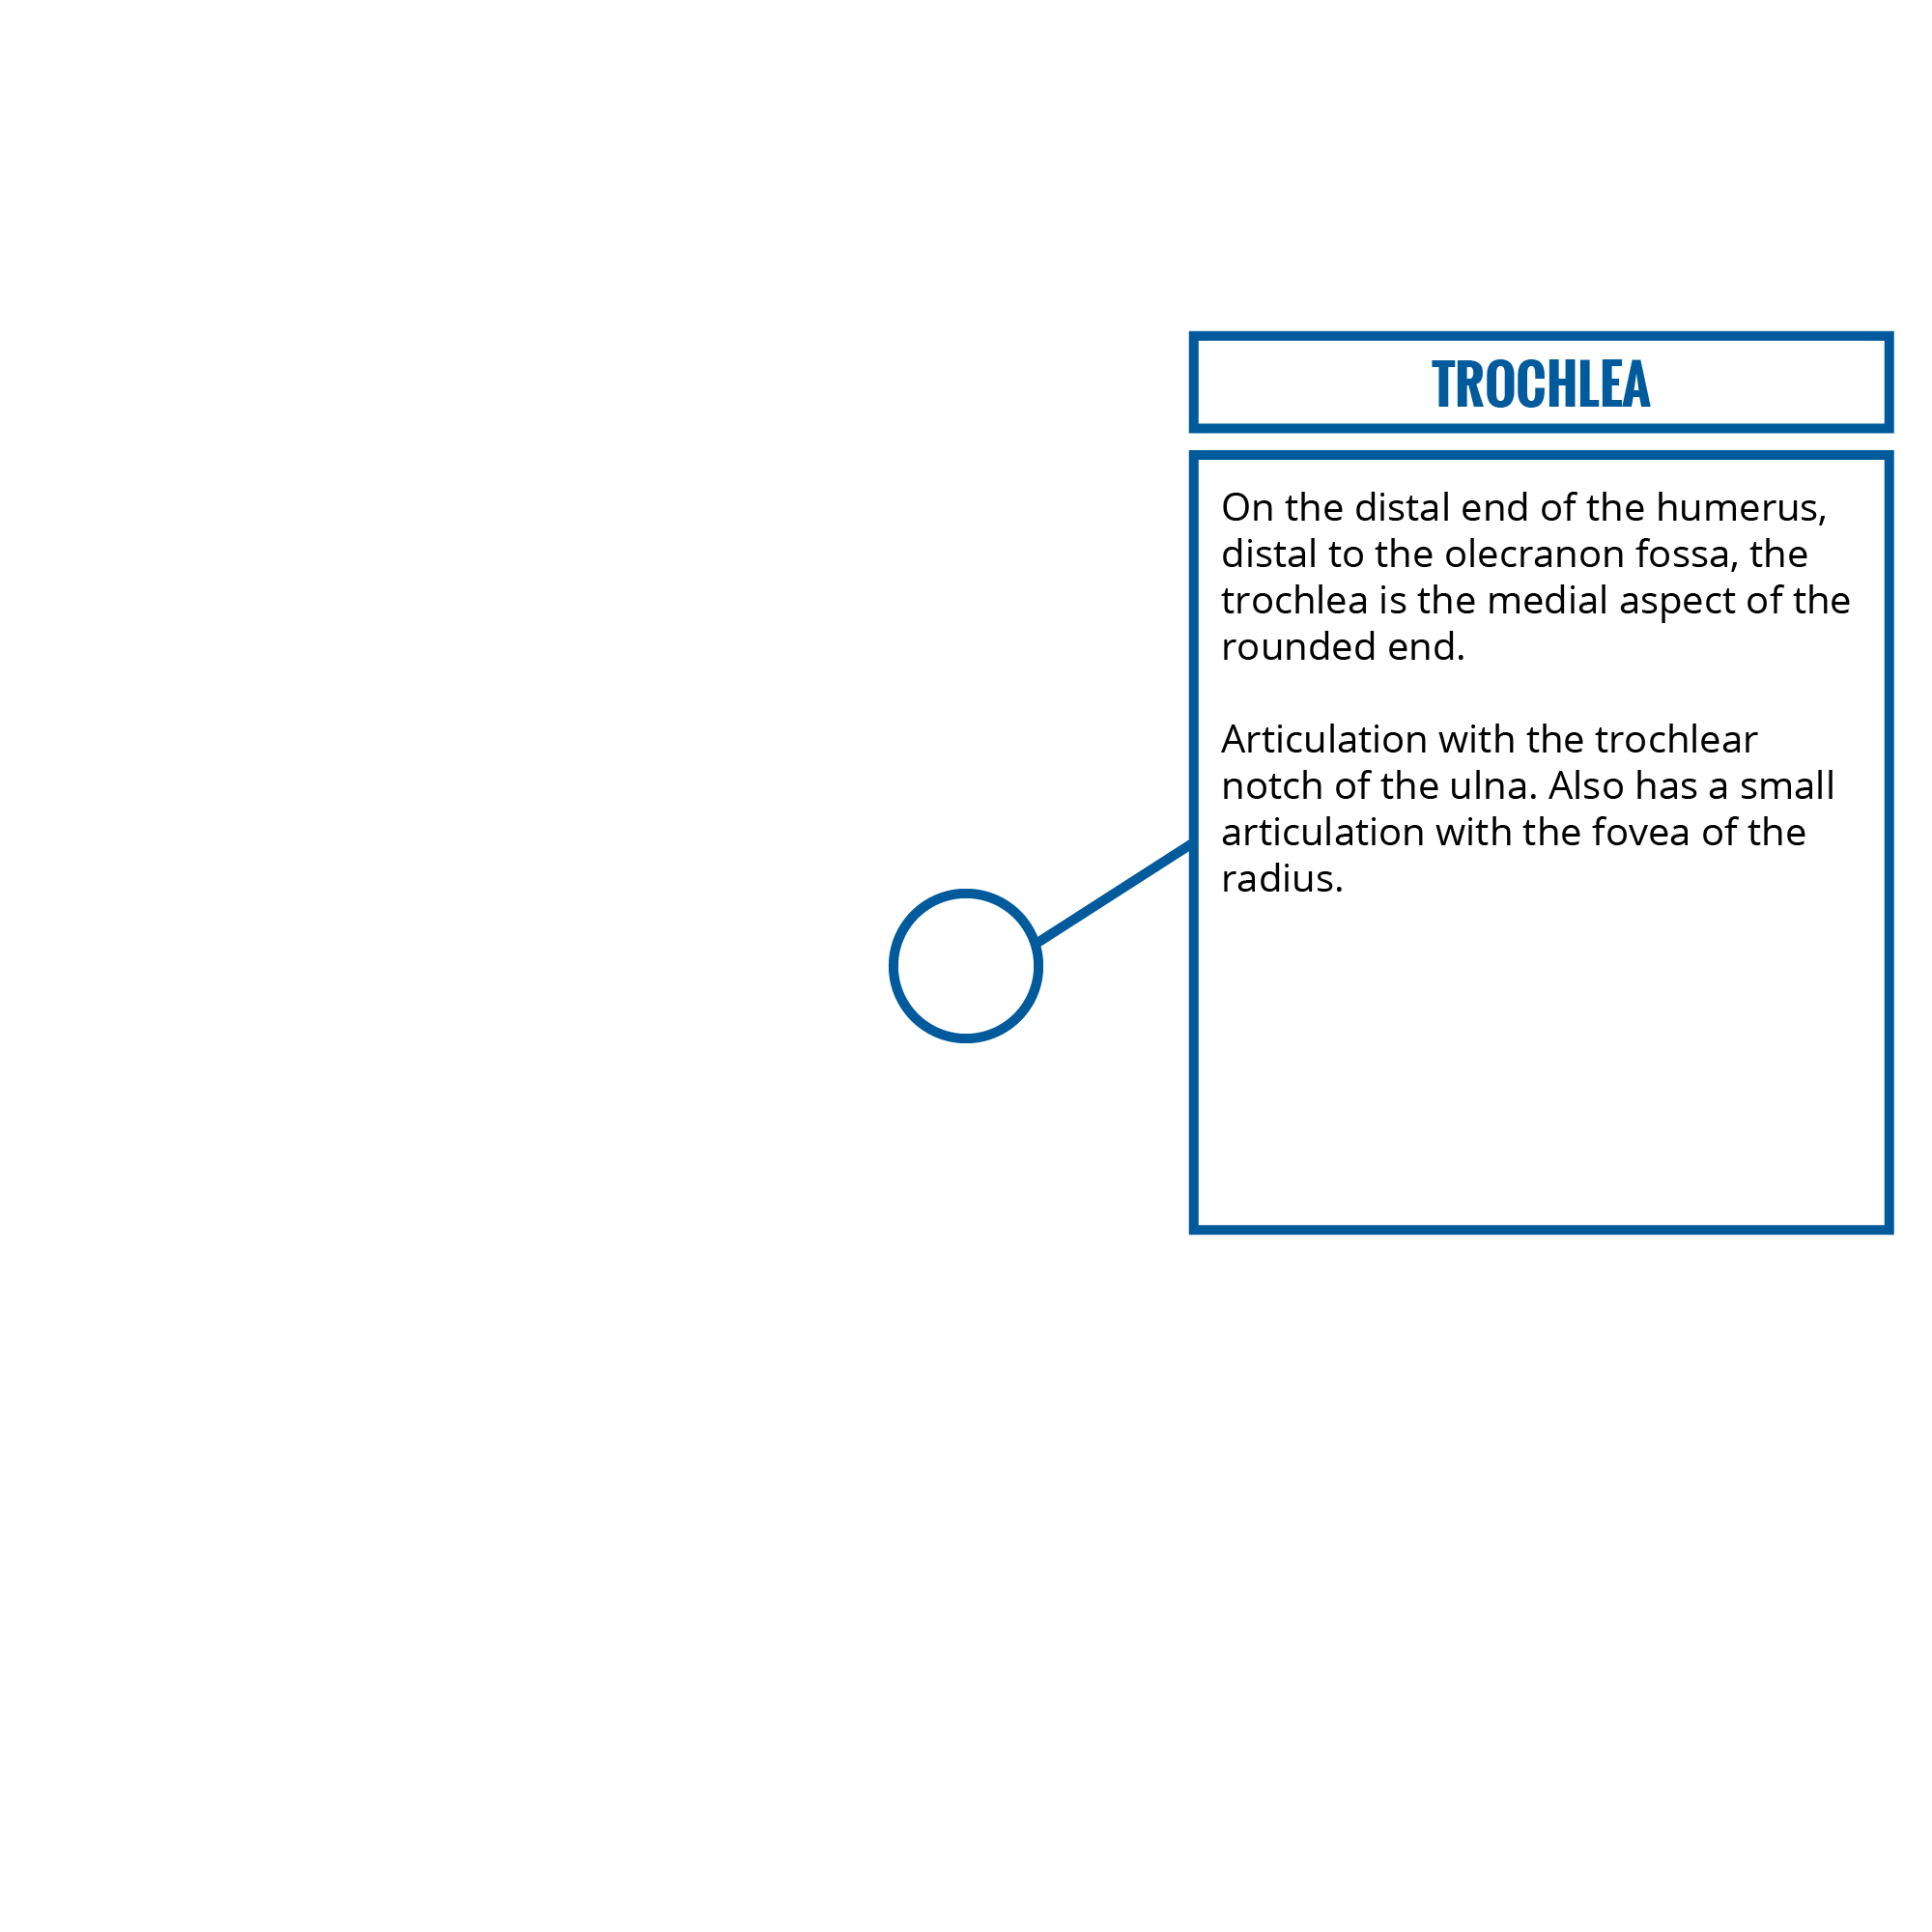 TROCHLEA
On the distal end of the humerus,
distal to the olecranon fossa, the
trochlea is the medial aspect of the
rounded end.
Articulation with the trochlear
notch of the ulna. Also has a small
articulation with the fovea of the
radius.